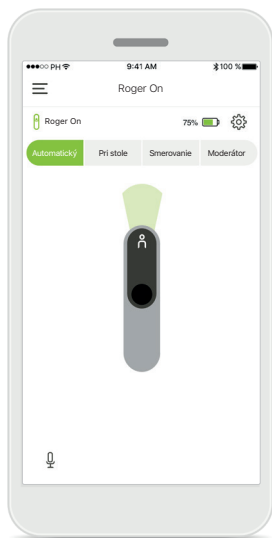 PH 9:41 AM 100 %
Roger On
Roger On 75%
Automatický Pri stole Smerovanie Moderátor